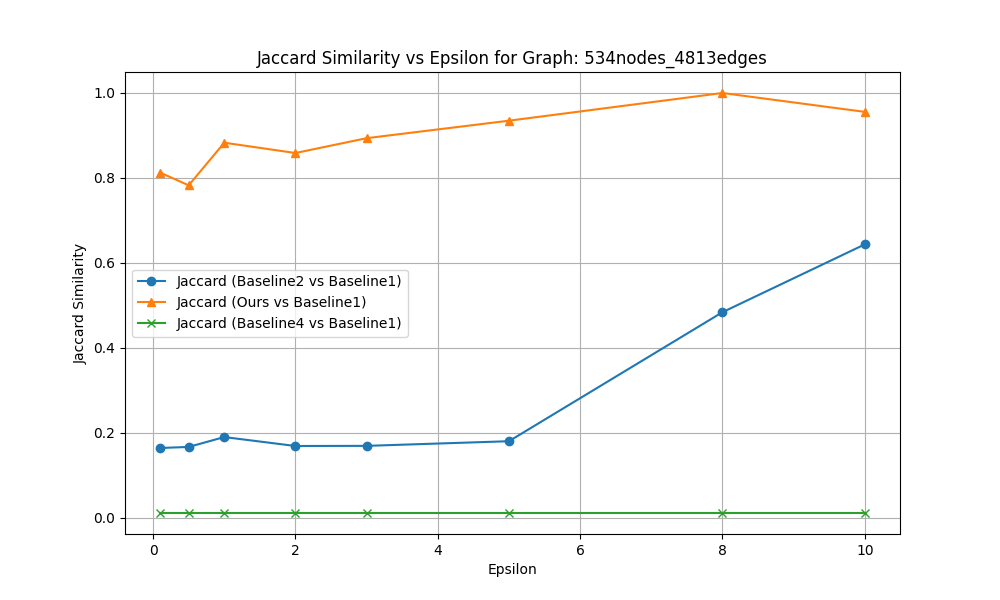 Jaccard Similarity vs Epsilon for Graph: 534nodes_4813edges
Jaccard Similarity
1.0
0.8
0.6
0.4
0.2
0.0
Jaccard (Baseline2 vs Baseline1)
Jaccard (Ours vs Baseline1)
Jaccard (Baseline4 vs Baseline1)
0 2 4 6 8 10
Epsilon